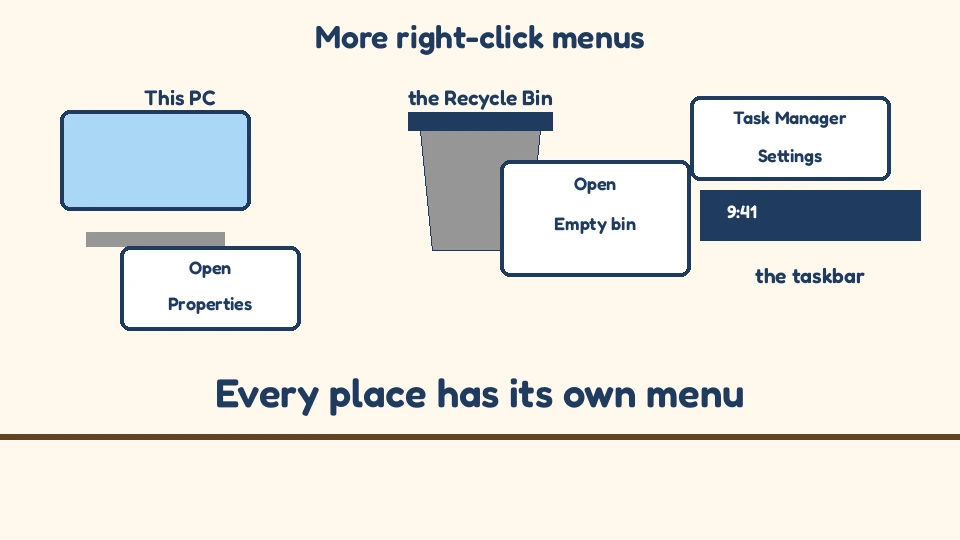 More right-click menus
This PC
Open
Properties
the Recycle Bin
Open
Empty bin
Task Manager
Settings
9:41
the taskbar
Every place has its own menu